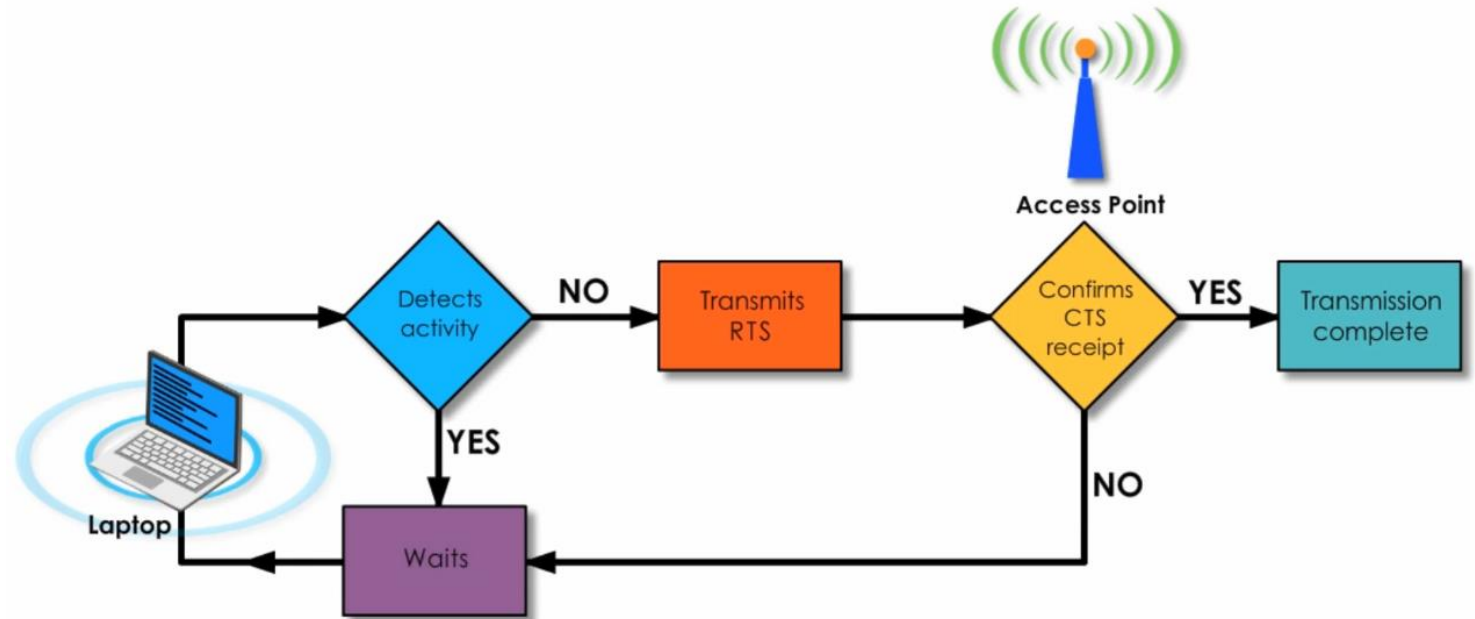 Access Point
Detects
activity
NO
Transmits
RTS
Confirms
CTS
receipt
YES
Transmission
complete
YES
NO
Laptop
Waits